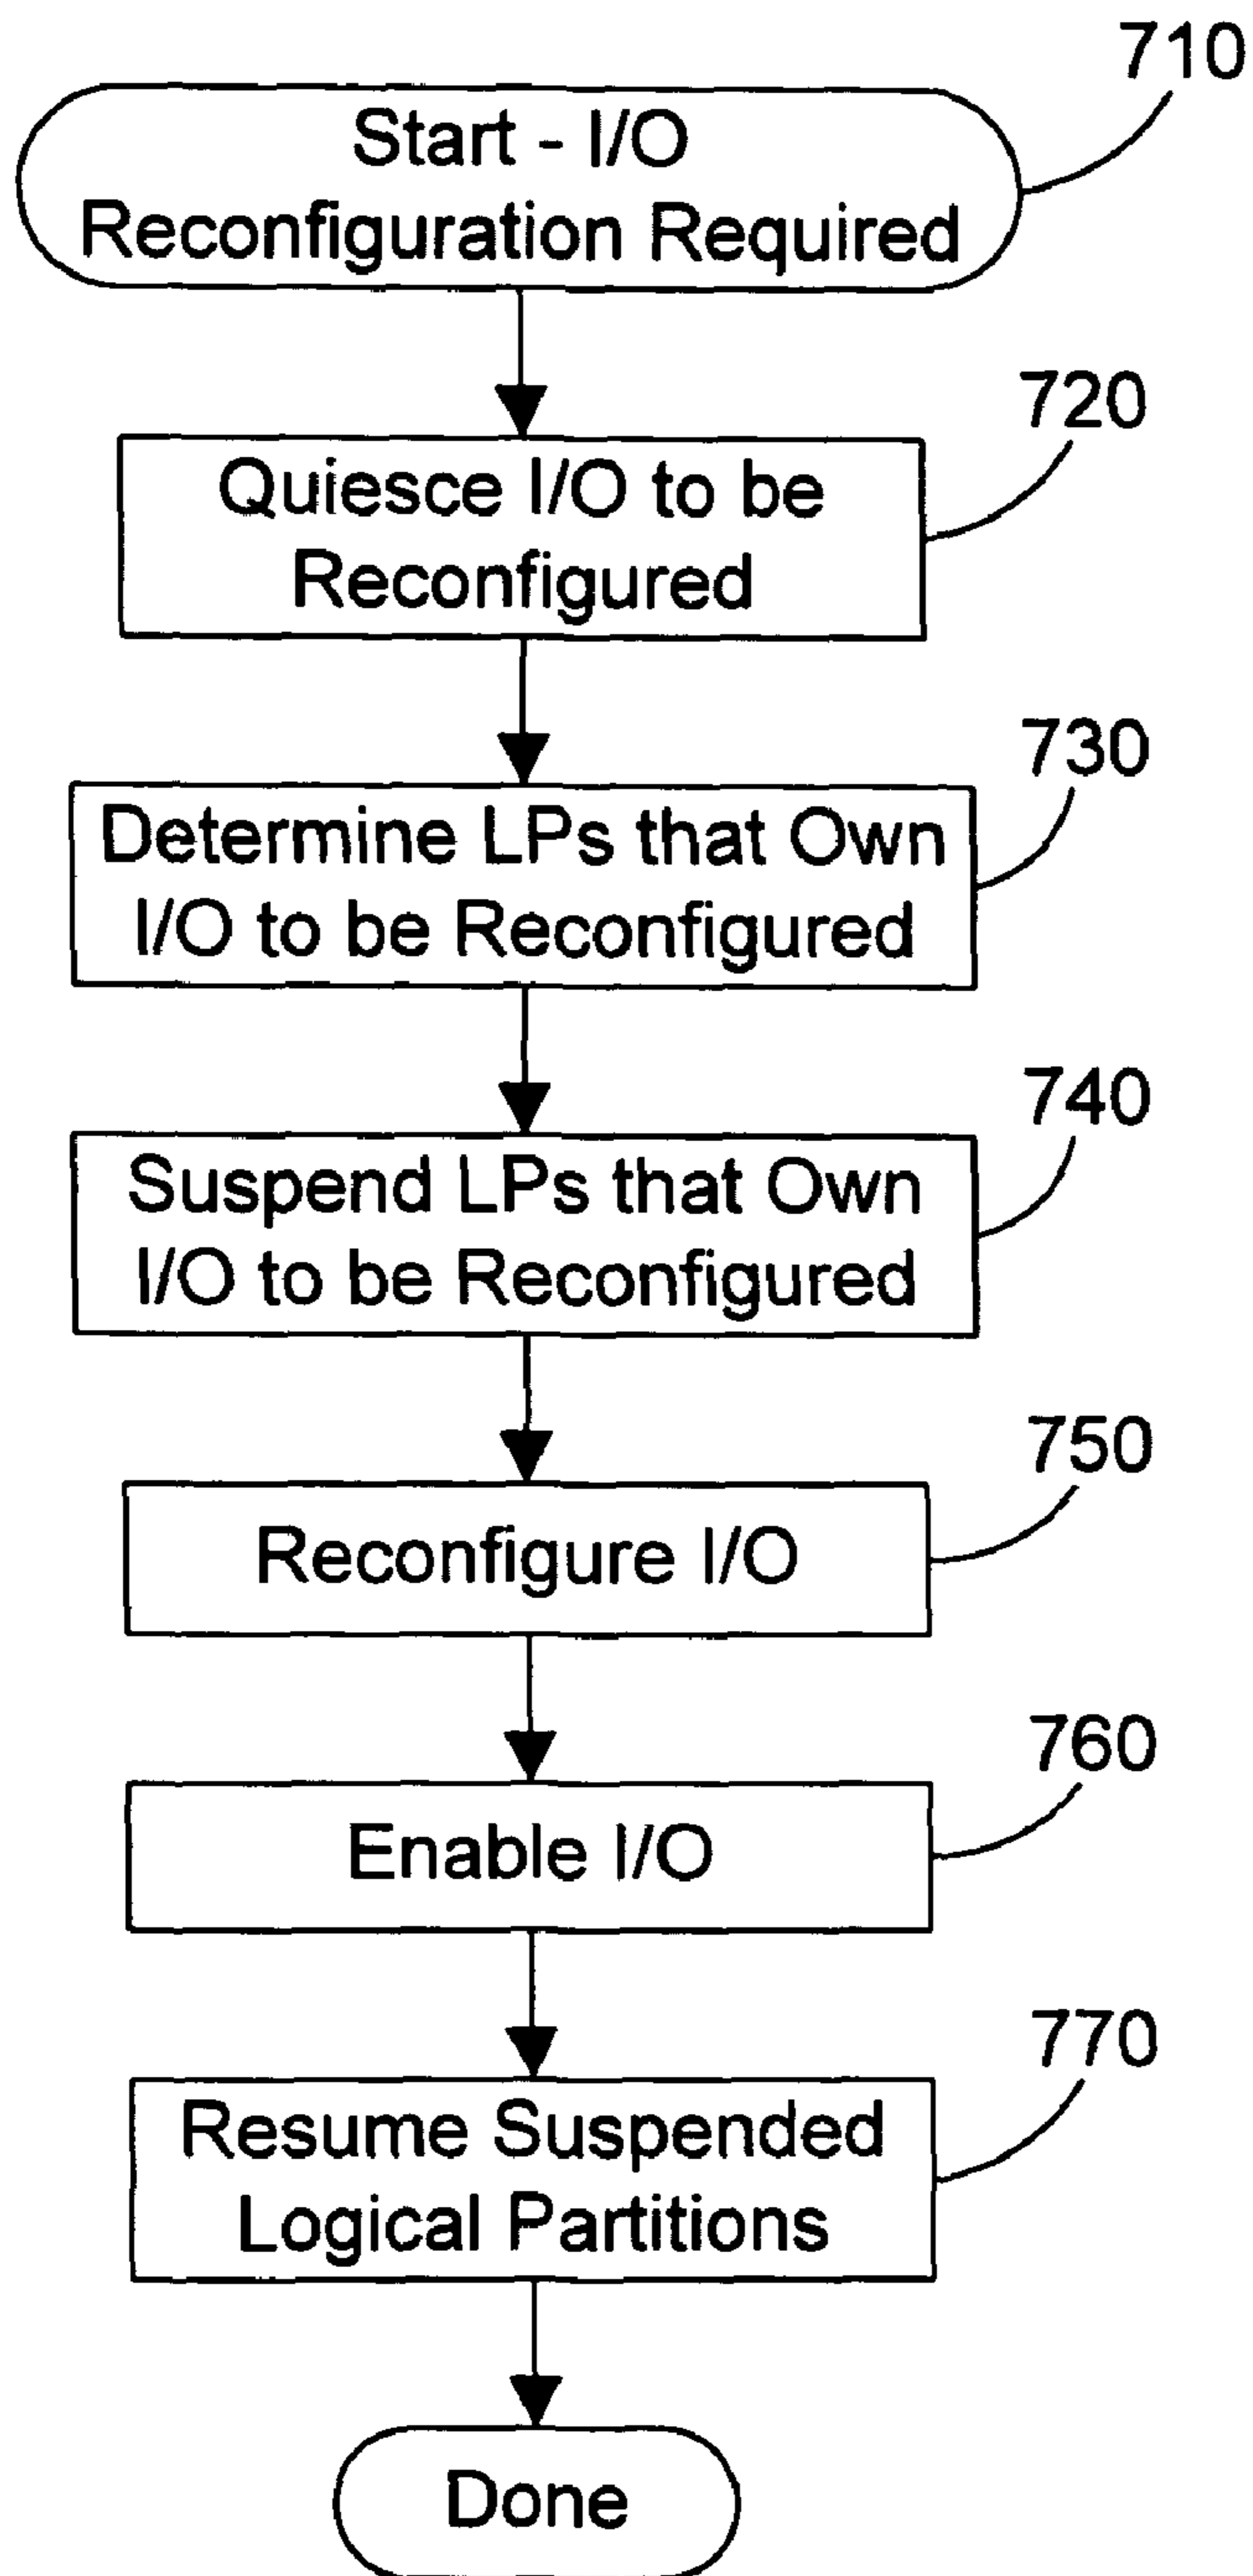 710
Start - I/O
Reconfiguration Required
720
Quiesce I/O to be
Reconfigured
730
Determine LPs that Own
I/O to be Reconfigured
740
Suspend LPs that Own
I/O to be Reconfigured
750
Reconfigure I/O
760
Enable I/O
770
Resume Suspended
Logical Partitions
Done